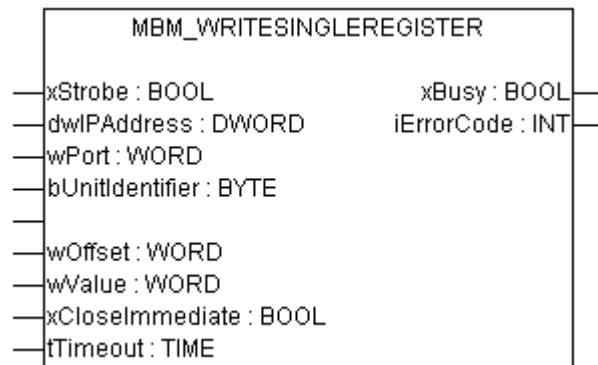 MBM_WRITESINGLEREGISTER
xStrobe : BOOL xBusy : BOOL
dwIPAddress : DWORD iErrorCode : INT
wPort : WORD
bUnitIdentifier : BYTE
wOffset : WORD
wValue : WORD
xCloseImmediate : BOOL
tTimeout : TIME